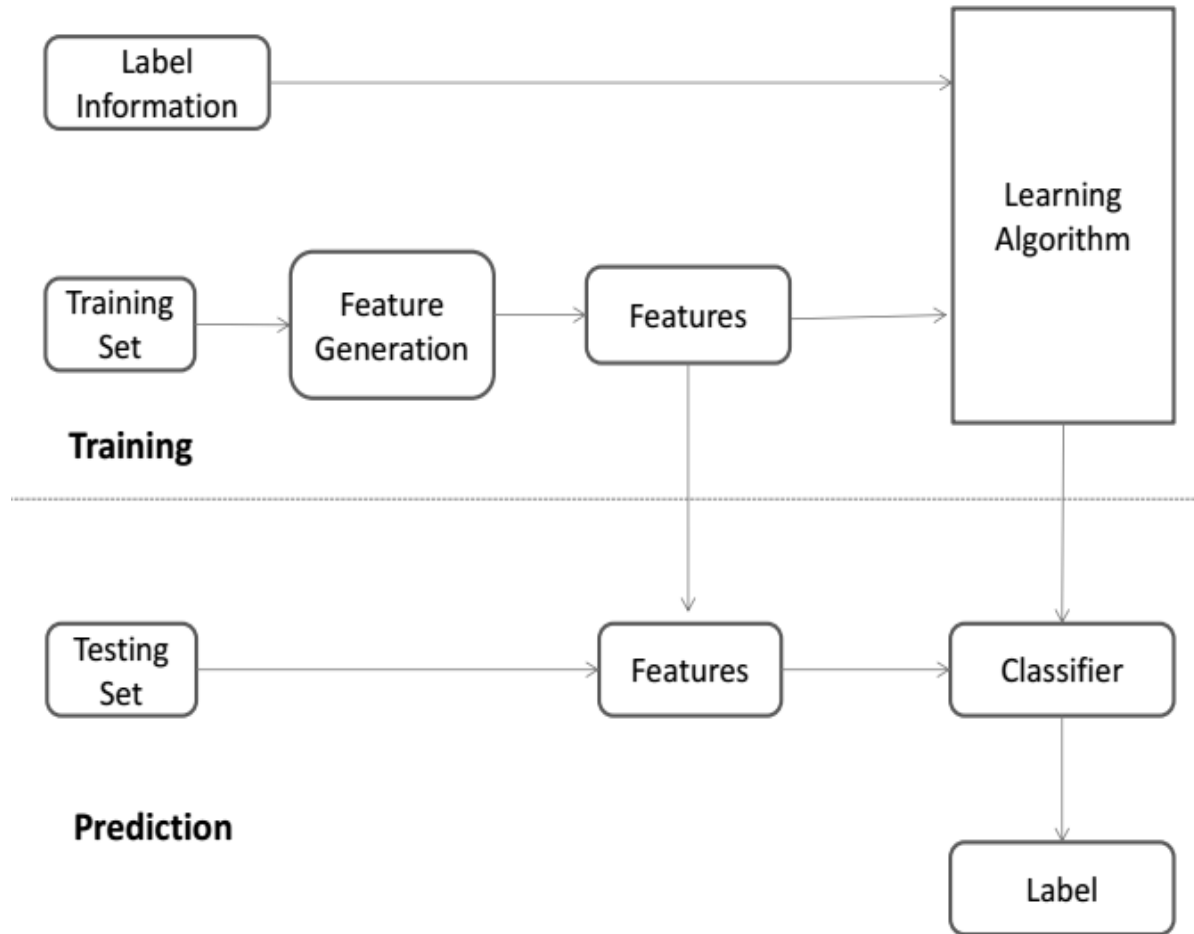 Label
Information
Learning
Algorithm
Training
Set
Feature
Generation
Features
Training
Testing
Set
Features
Classifier
Prediction
Label